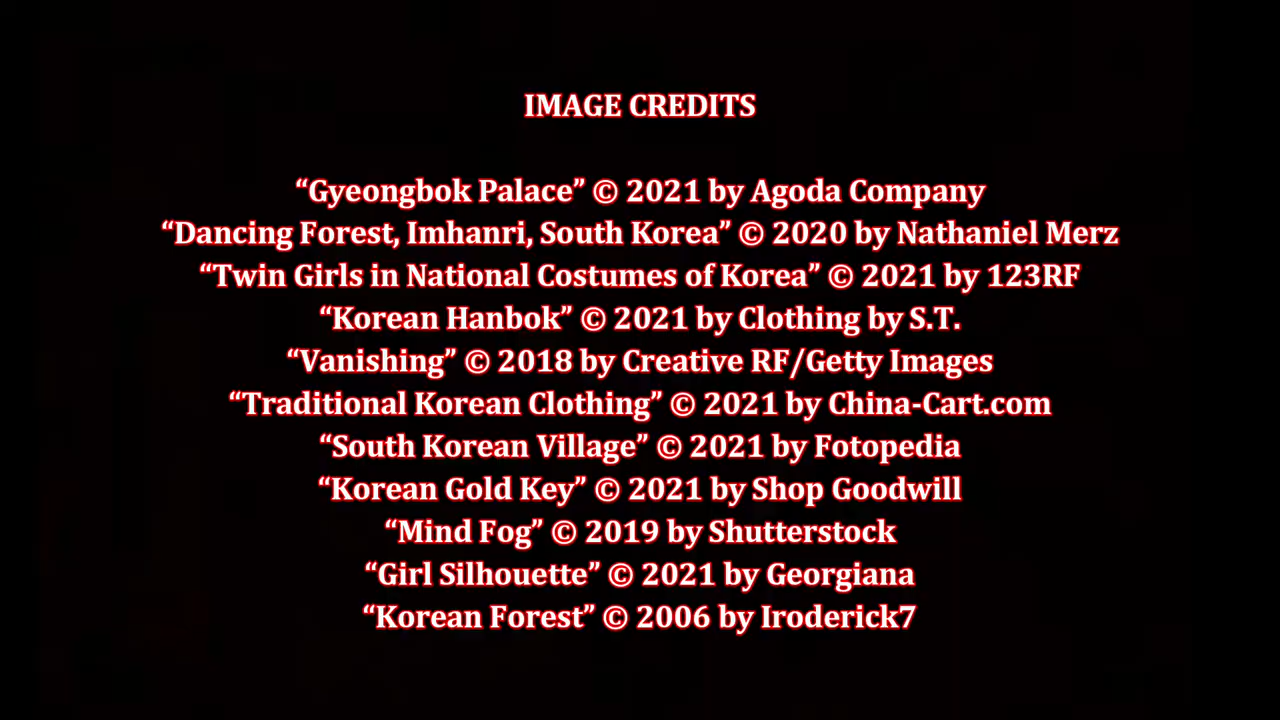 IMAGE CREDITS
“Gyeongbok Palace” © 2021 by Agoda Company
“Dancing Forest, Imhanri, South Korea” © 2020 by Nathaniel Merz
“Twin Girls in National Costumes of Korea” © 2021 by 123RF
“Korean Hanbok” © 2021 by Clothing by S.T.
“Vanishing” © 2018 by Creative RF/Getty Images
“Traditional Korean Clothing” © 2021 by China-Cart.com
“South Korean Village” © 2021 by Fotopedia
“Korean Gold Key” © 2021 by Shop Goodwill
“Mind Fog” © 2019 by Shutterstock
“Girl Silhouette” © 2021 by Georgiana
“Korean Forest” © 2006 by Iroderick7